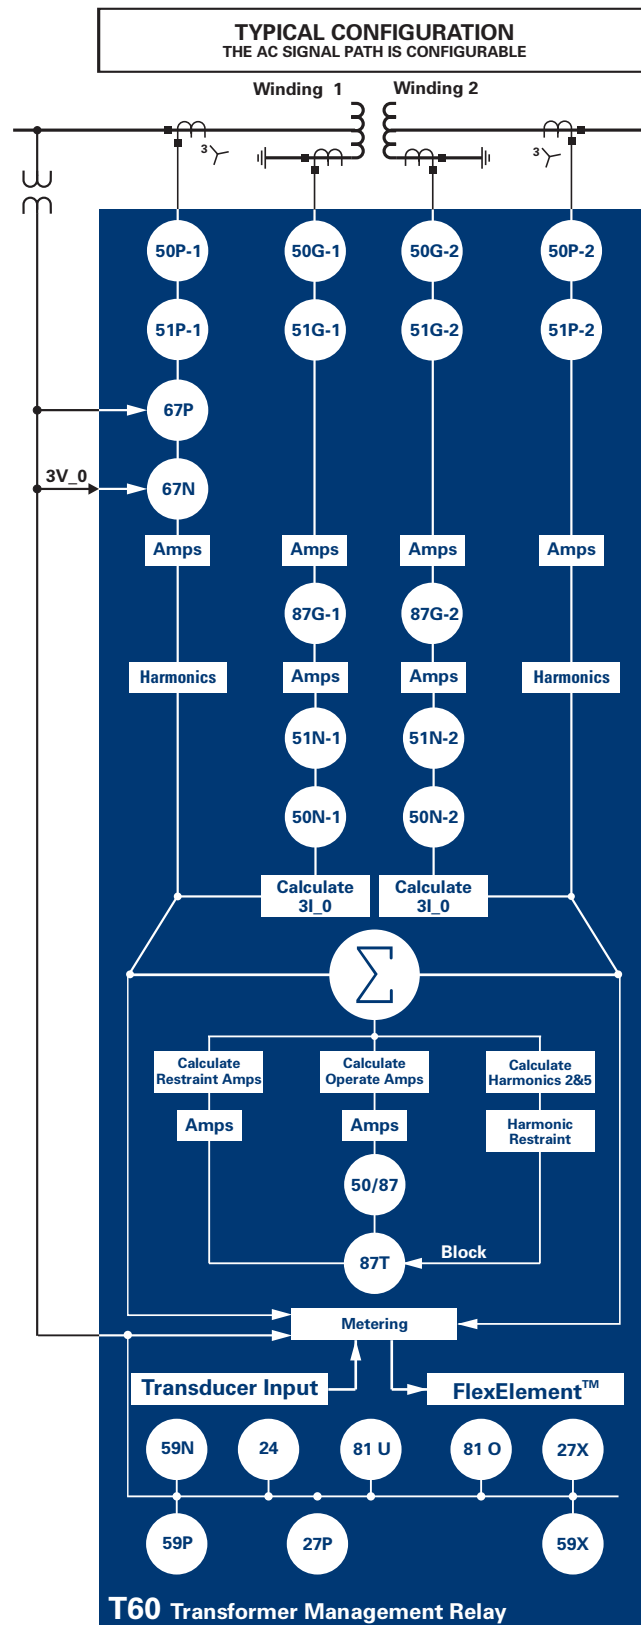 TYPICAL CONFIGURATION
THE AC SIGNAL PATH IS CONFIGURABLE
Winding 1
Winding 2
3
3
50P-1
50G-1
50G-2
50P-2
51P-1
51G-1
51G-2
51P-2
67P
3V_0
67N
Amps
Amps
Amps
Amps
87G-1
87G-2
Harmonics
Amps
Amps
Harmonics
51N-1
51N-2
50N-1
50N-2
Calculate
3I_0
Calculate
3I_0
Σ
Calculate
Restraint Amps
Calculate
Operate Amps
Calculate
Harmonics 2&5
Amps
Amps
Harmonic
Restraint
50/87
87T
Block
Metering
Transducer Input
FlexElement™
59N
24
81 U
81 O
27X
59P
27P
59X
T60 Transformer Management Relay